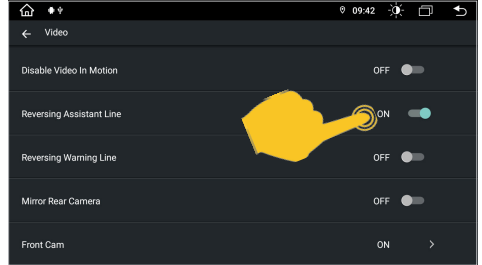 09:42
Video
Disable Video In Motion OFF
Reversing Assistant Line ON
Reversing Warning Line OFF
Mirror Rear Camera OFF
Front Cam ON